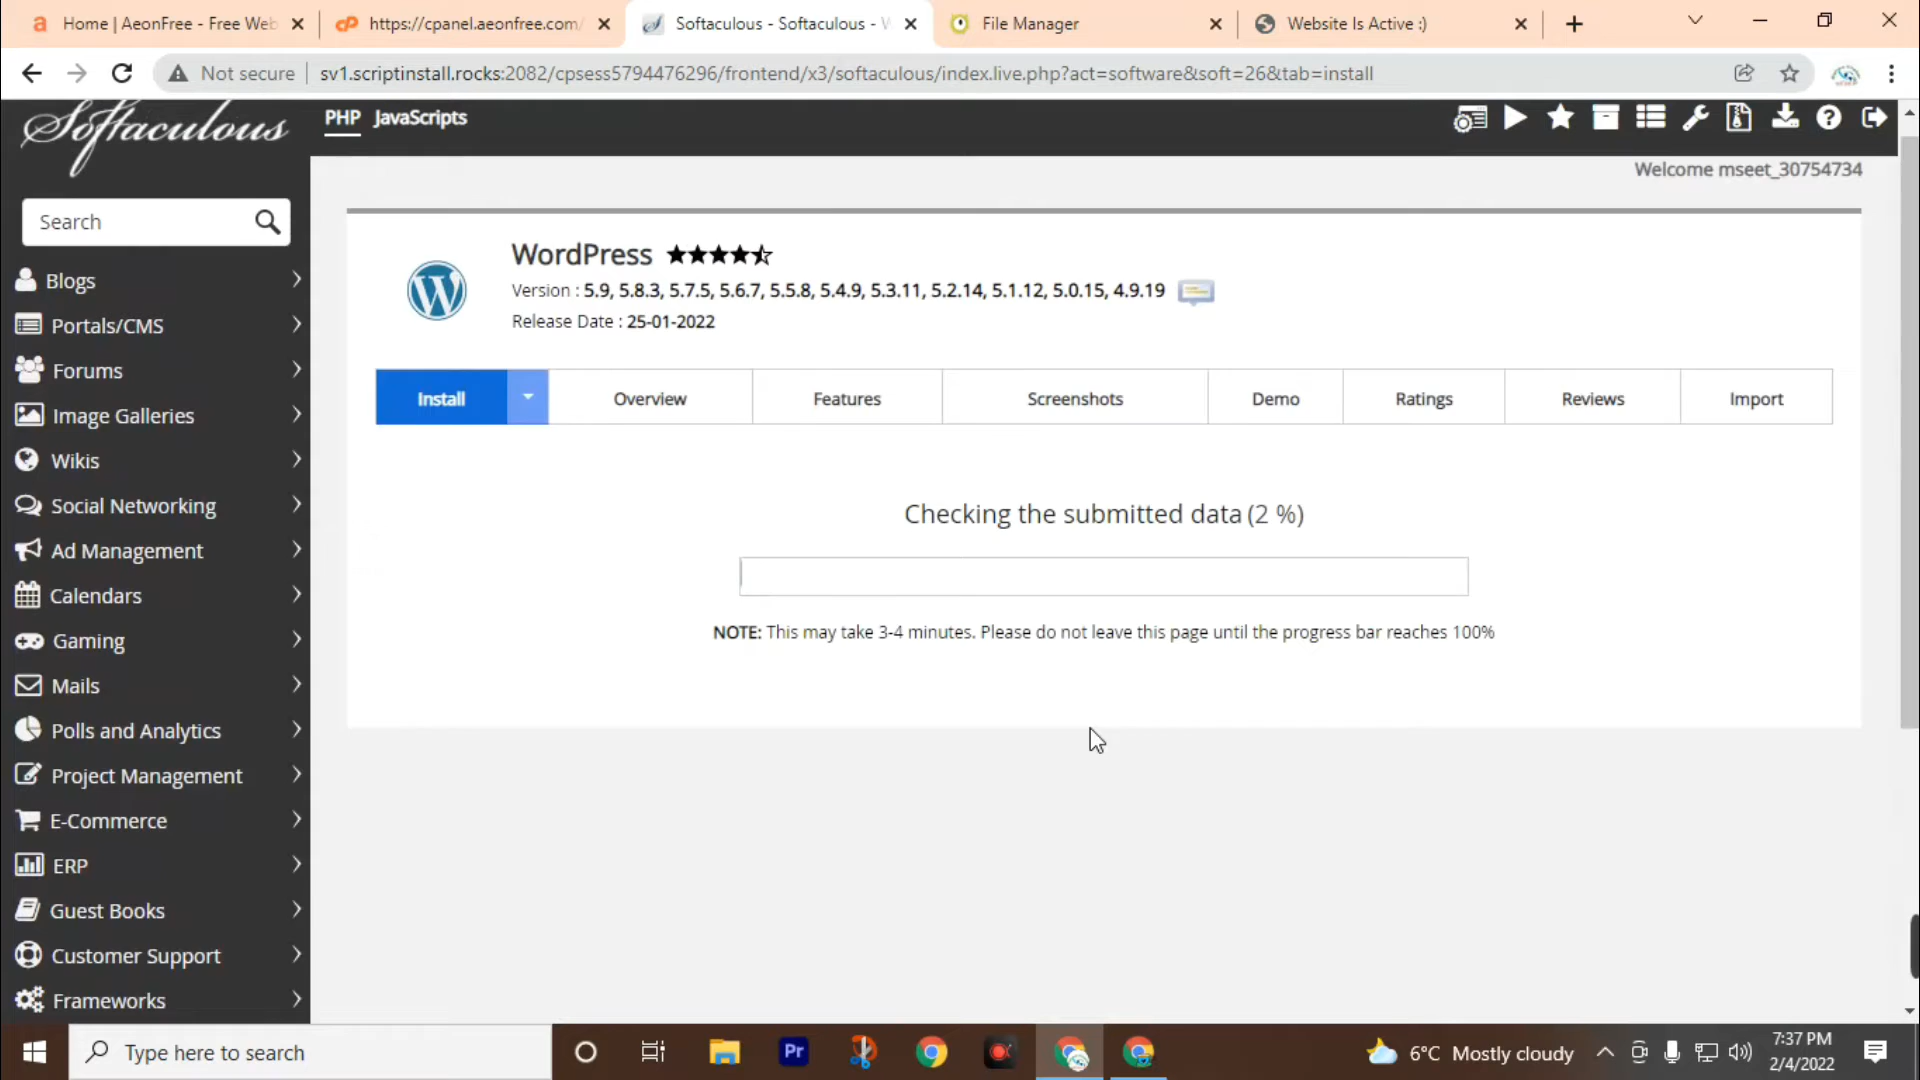 Home | AeonFree - Free Web
https://cpanel.aeonfree.com/
Softaculous - Softaculous - W
File Manager
Website Is Active :)
Not secure
sv1.scriptinstall.rocks:2082/cpsess5794476296/frontend/x3/softaculous/index.live.php?act=software&soft=26&tab=install
Softaculous
PHP JavaScripts
Welcome mseet_30754734
Search
Blogs
Portals/CMS
Forums
Image Galleries
Wikis
Social Networking
Ad Management
Calendars
Gaming
Mails
Polls and Analytics
Project Management
E-Commerce
ERP
Guest Books
Customer Support
Frameworks
WordPress
Version : 5.9, 5.8.3, 5.7.5, 5.6.7, 5.5.8, 5.4.9, 5.3.11, 5.2.14, 5.1.12, 5.0.15, 4.9.19
Release Date : 25-01-2022
Install
Overview
Features
Screenshots
Demo
Ratings
Reviews
Import
Checking the submitted data (2 %)
NOTE: This may take 3-4 minutes. Please do not leave this page until the progress bar reaches 100%
Type here to search
Pr
6°C Mostly cloudy
7:37 PM
2/4/2022